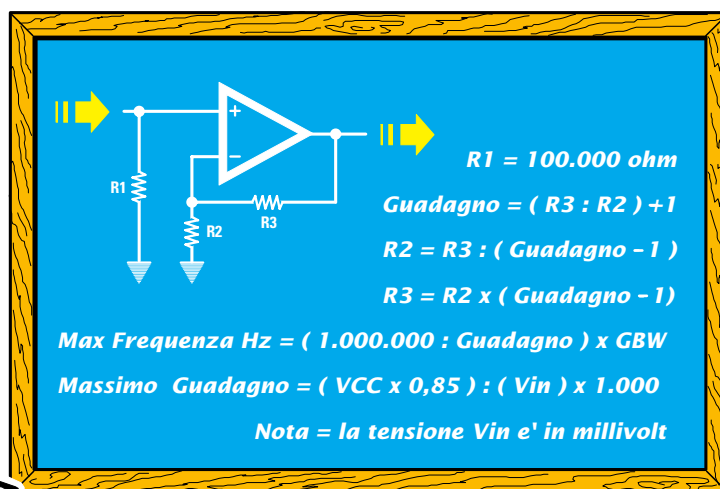 +
−
R1
R2
R3
R1 = 100.000 ohm
Guadagno = ( R3 : R2 ) +1
R2 = R3 : ( Guadagno – 1 )
R3 = R2 x ( Guadagno – 1)
Max Frequenza Hz = ( 1.000.000 : Guadagno ) x GBW
Massimo Guadagno = ( VCC x 0,85 ) : ( Vin ) x 1.000
Nota = la tensione Vin e' in millivolt